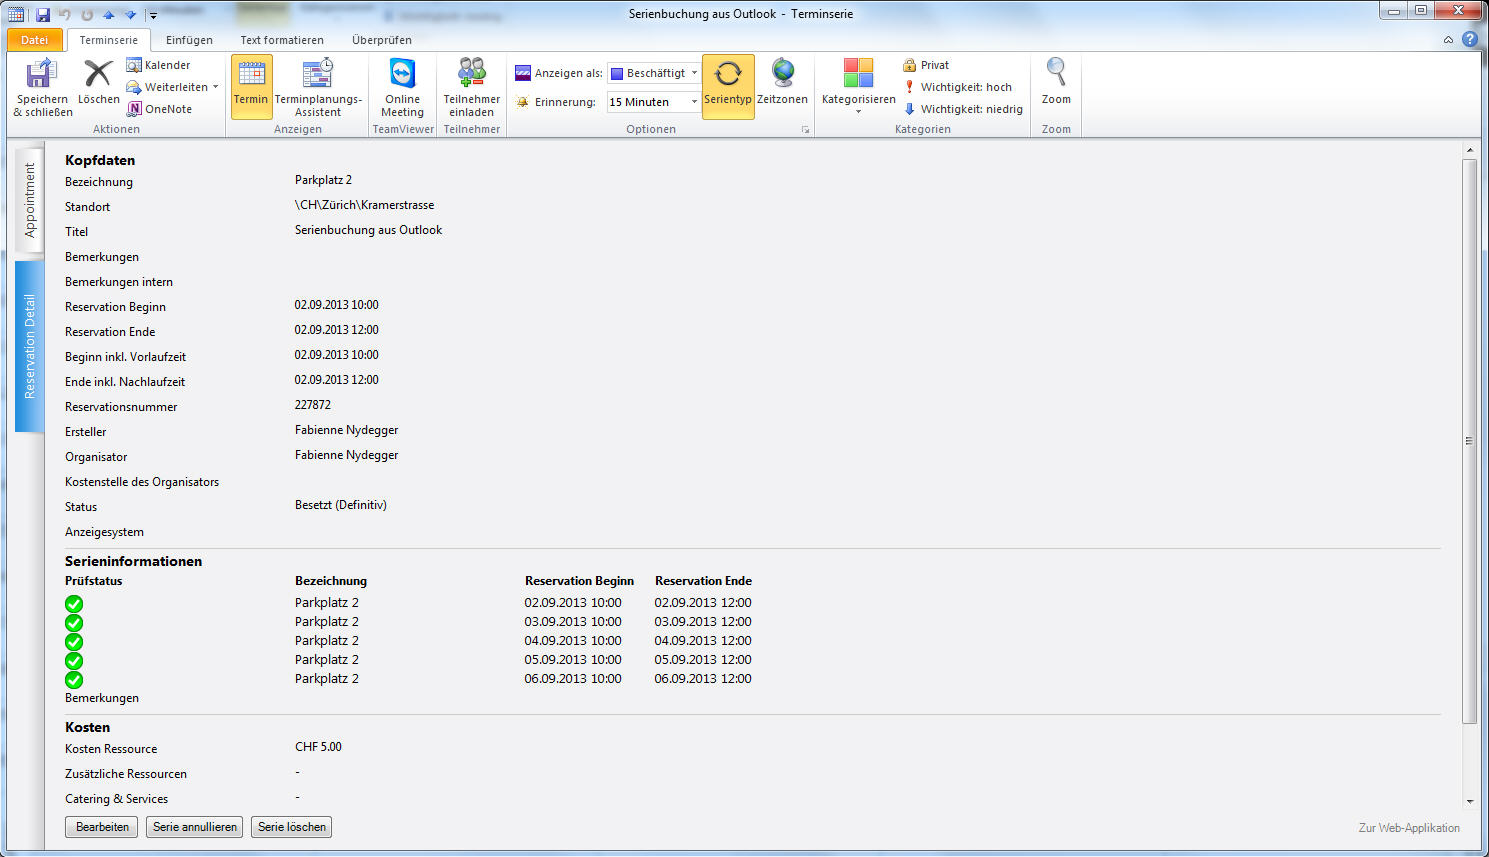 Serienbuchung aus Outlook - Terminserie
Datei Terminserie Einfügen Text formatieren Überprüfen
Speichern & schließen
Löschen
Kalender
Weiterleiten
OneNote
Aktionen
Termin
Terminplanungs-Assistent
Anzeigen
Online Meeting
TeamViewer
Teilnehmer einladen
Teilnehmer
Anzeigen als: Beschäftigt
Erinnerung: 15 Minuten
Serientyp
Zeitzonen
Optionen
Kategorisieren
Privat
Wichtigkeit: hoch
Wichtigkeit: niedrig
Kategorien
Zoom
Zoom
Appointment
Reservation Detail
Kopfdaten
Bezeichnung Parkplatz 2
Standort \CH\Zürich\Kramerstrasse
Titel Serienbuchung aus Outlook
Bemerkungen
Bemerkungen intern
Reservation Beginn 02.09.2013 10:00
Reservation Ende 02.09.2013 12:00
Beginn inkl. Vorlaufzeit 02.09.2013 10:00
Ende inkl. Nachlaufzeit 02.09.2013 12:00
Reservationsnummer 227872
Ersteller Fabienne Nydegger
Organisator Fabienne Nydegger
Kostenstelle des Organisators
Status Besetzt (Definitiv)
Anzeigesystem
Serieninformationen
Prüfstatus Bezeichnung Reservation Beginn Reservation Ende
Parkplatz 2 02.09.2013 10:00 02.09.2013 12:00
Parkplatz 2 03.09.2013 10:00 03.09.2013 12:00
Parkplatz 2 04.09.2013 10:00 04.09.2013 12:00
Parkplatz 2 05.09.2013 10:00 05.09.2013 12:00
Parkplatz 2 06.09.2013 10:00 06.09.2013 12:00
Bemerkungen
Kosten
Kosten Ressource CHF 5.00
Zusätzliche Ressourcen -
Catering & Services -
Bearbeiten Serie annullieren Serie löschen Zur Web-Applikation